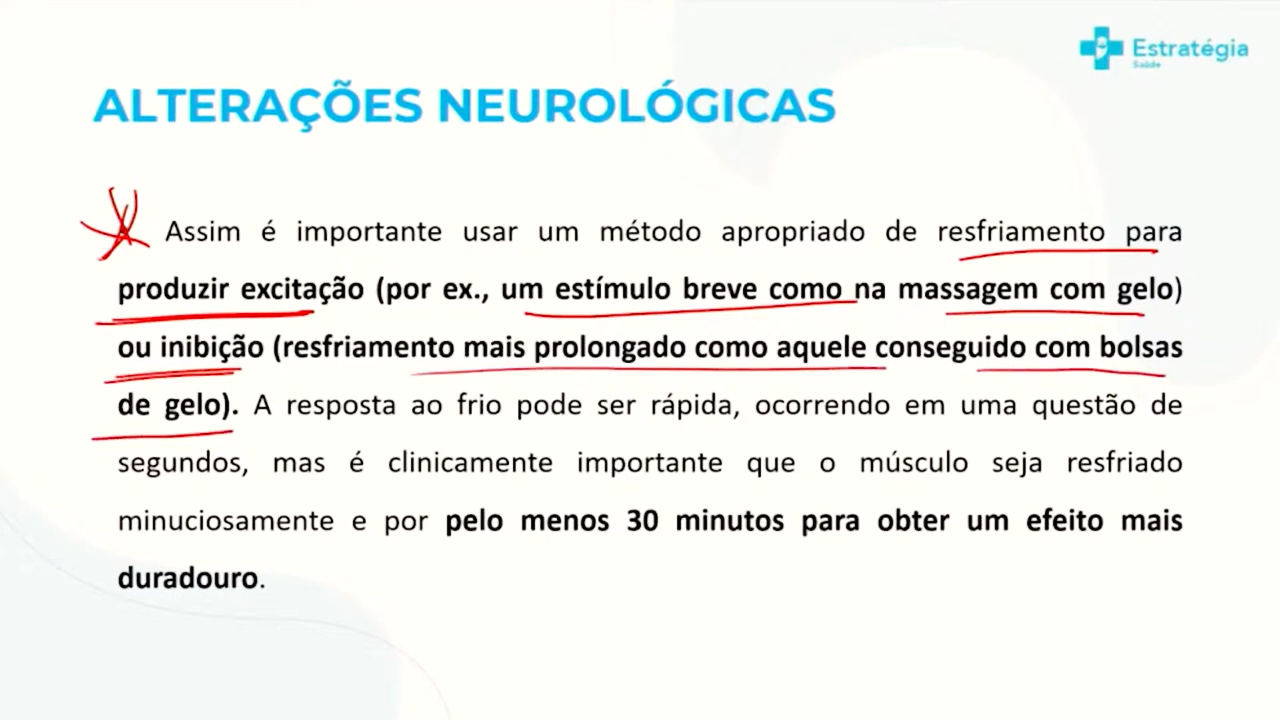 Estratégia
Saúde
ALTERAÇÕES NEUROLÓGICAS
Assim é importante usar um método apropriado de resfriamento para
produzir excitação (por ex., um estímulo breve como na massagem com gelo)
ou inibição (resfriamento mais prolongado como aquele conseguido com bolsas
de gelo). A resposta ao frio pode ser rápida, ocorrendo em uma questão de
segundos, mas é clinicamente importante que o músculo seja resfriado
minuciosamente e por pelo menos 30 minutos para obter um efeito mais
duradouro.